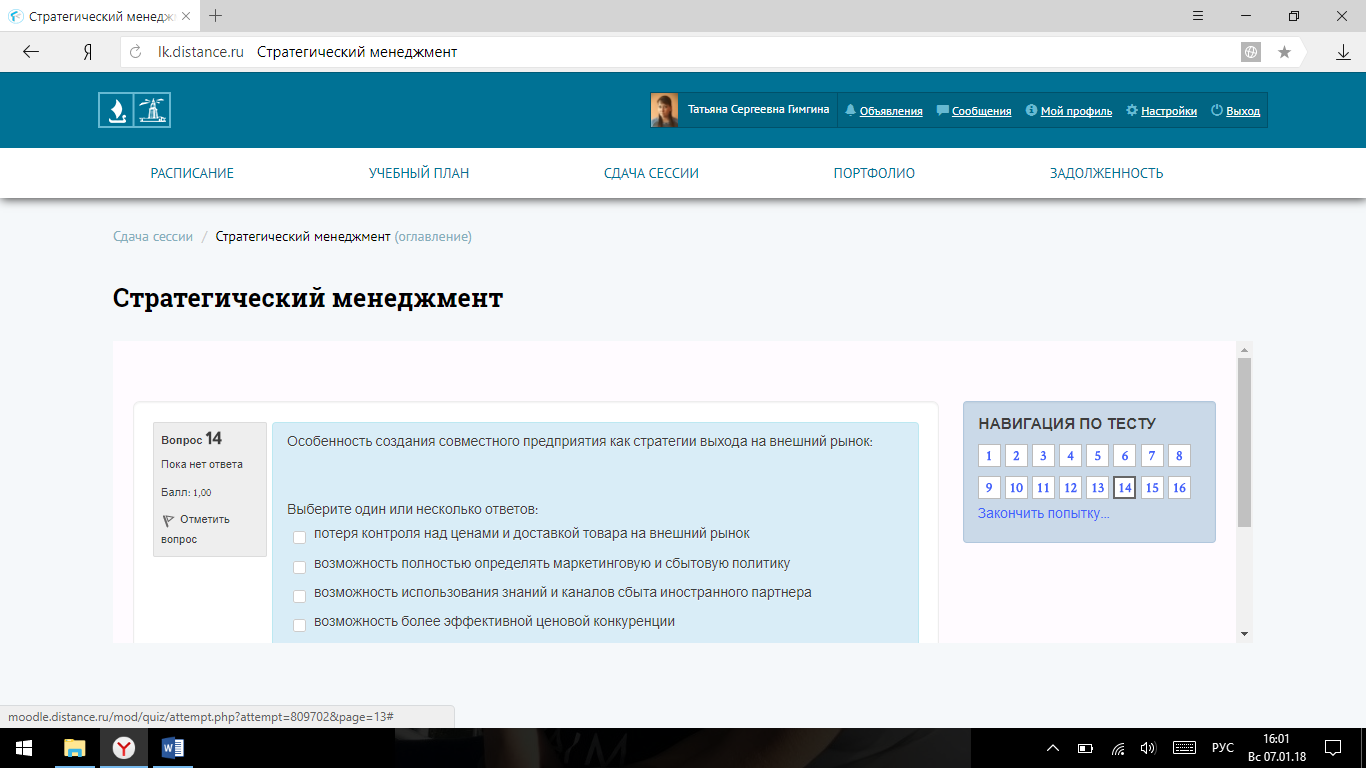 Стратегический менедж
lk.distance.ru Стратегический менеджмент
Татьяна Сергеевна Гимгина Объявления Сообщения Мой профиль Настройки Выход
РАСПИСАНИЕ УЧЕБНЫЙ ПЛАН СДАЧА СЕССИИ ПОРТФОЛИО ЗАДОЛЖЕННОСТЬ
Сдача сессии / Стратегический менеджмент (оглавление)
Стратегический менеджмент
Вопрос 14
Пока нет ответа
Балл: 1,00
Отметить
вопрос
Особенность создания совместного предприятия как стратегии выхода на внешний рынок:
Выберите один или несколько ответов:
потеря контроля над ценами и доставкой товара на внешний рынок
возможность полностью определять маркетинговую и сбытовую политику
возможность использования знаний и каналов сбыта иностранного партнера
возможность более эффективной ценовой конкуренции
НАВИГАЦИЯ ПО ТЕСТУ
1 2 3 4 5 6 7 8
9 10 11 12 13 14 15 16
Закончить попытку...
moodle.distance.ru/mod/quiz/attempt.php?attempt=809702&page=13#
РУС
16:01
Вс 07.01.18